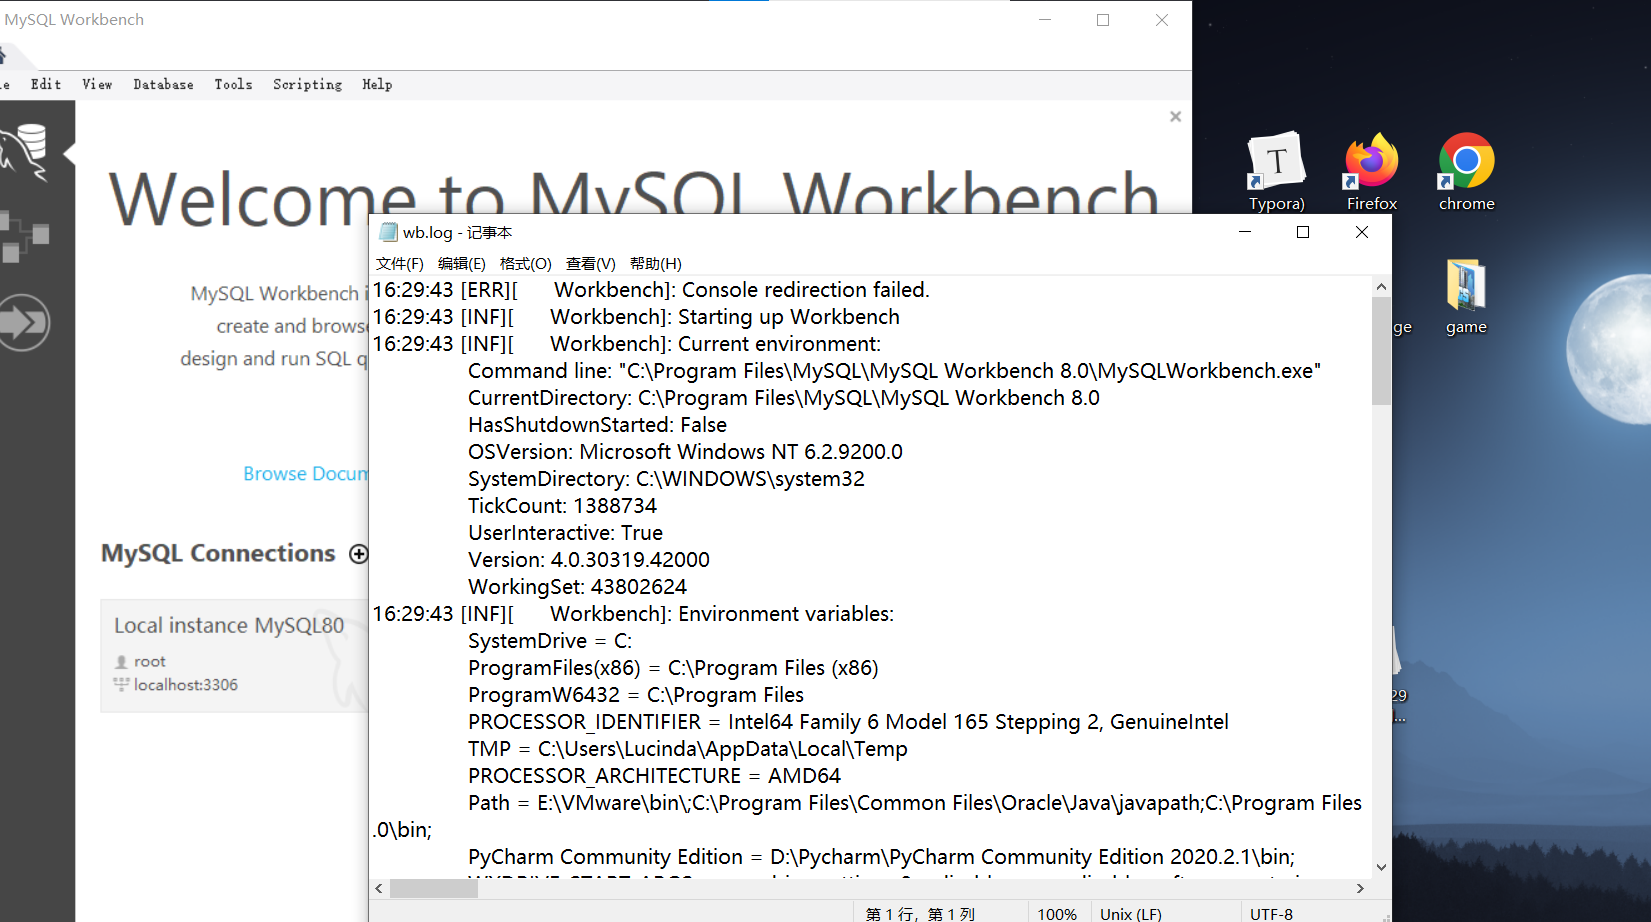 MySQL Workbench
Edit View Database Tools Scripting Help
Welcome to MySQL Workbench
MySQL Workbench
create and browse
design and run SQL
Browse
MySQL Connections
Local instance MySQL80
root
localhost:3306
wb.log - 记事本
文件(F) 编辑(E) 格式(O) 查看(V) 帮助(H)
16:29:43 [ERR][ Workbench]: Console redirection failed.
16:29:43 [INF][ Workbench]: Starting up Workbench
16:29:43 [INF][ Workbench]: Current environment:
Command line: "C:\Program Files\MySQL\MySQL Workbench 8.0\MySQLWorkbench.exe"
CurrentDirectory: C:\Program Files\MySQL\MySQL Workbench 8.0
HasShutdownStarted: False
OSVersion: Microsoft Windows NT 6.2.9200.0
SystemDirectory: C:\WINDOWS\system32
TickCount: 1388734
UserInteractive: True
Version: 4.0.30319.42000
WorkingSet: 43802624
16:29:43 [INF][ Workbench]: Environment variables:
SystemDrive = C:
ProgramFiles(x86) = C:\Program Files (x86)
ProgramW6432 = C:\Program Files
PROCESSOR_IDENTIFIER = Intel64 Family 6 Model 165 Stepping 2, GenuineIntel
TMP = C:\Users\Lucinda\AppData\Local\Temp
PROCESSOR_ARCHITECTURE = AMD64
Path = E:\VMware\bin\;C:\Program Files\Common Files\Oracle\Java\javapath;C:\Program Files
.0\bin;
PyCharm Community Edition = D:\Pycharm\PyCharm Community Edition 2020.2.1\bin;
第 1 行，第 1 列 100% Unix (LF) UTF-8
T
Typora) Firefox chrome
game